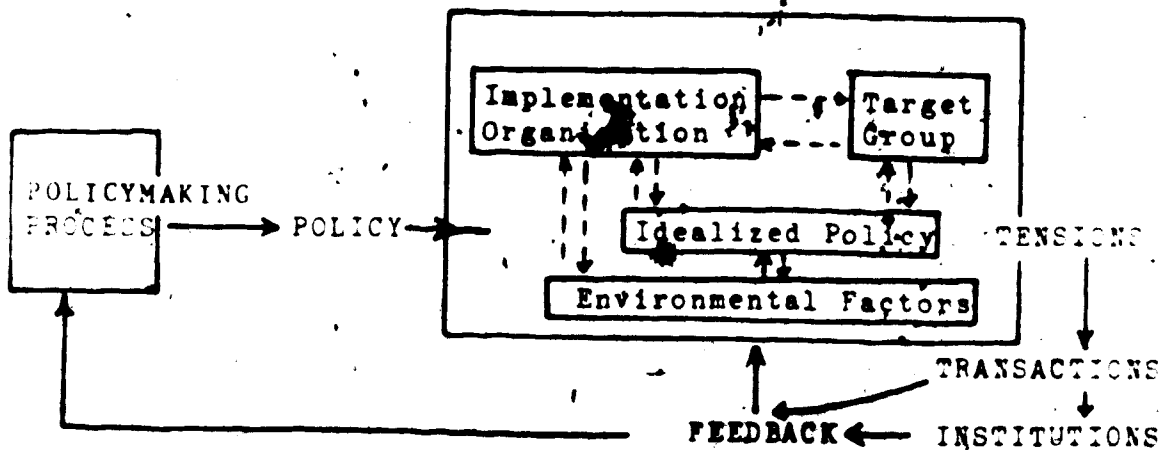 Implementation
Organization
Target
Group
POLICYMAKING
PROCESS
POLICY
Idealized Policy
TENSIONS
Environmental Factors
TRANSACTIONS
FEEDBACK
INSTITUTIONS